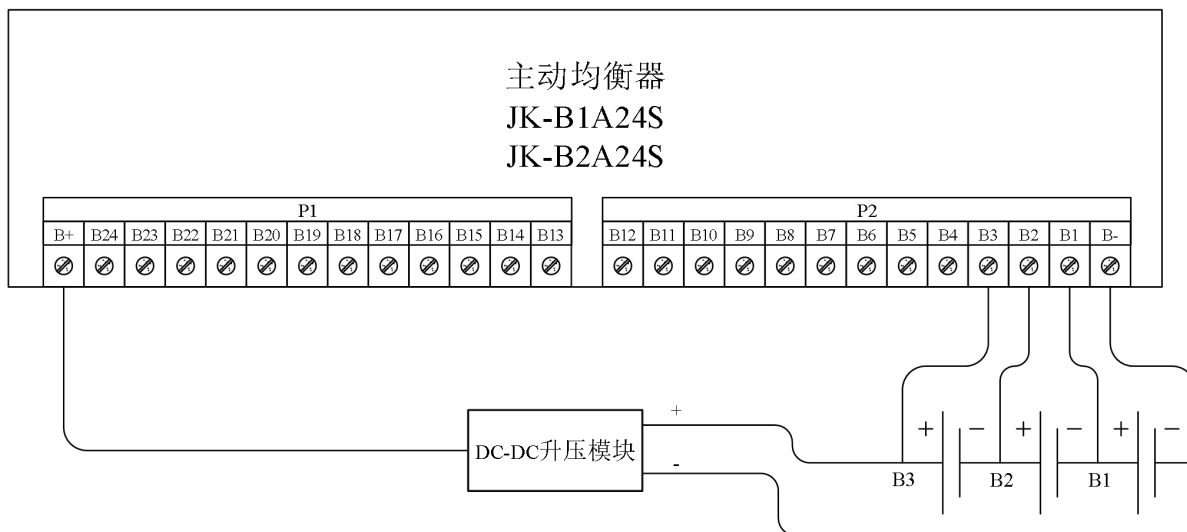 主动均衡器
JK-B1A24S
JK-B2A24S
P1
P2
B+ B24 B23 B22 B21 B20 B19 B18 B17 B16 B15 B14 B13
B12 B11 B10 B9 B8 B7 B6 B5 B4 B3 B2 B1 B-
DC-DC升压模块
+
-
+ - + - + -
B3 B2 B1